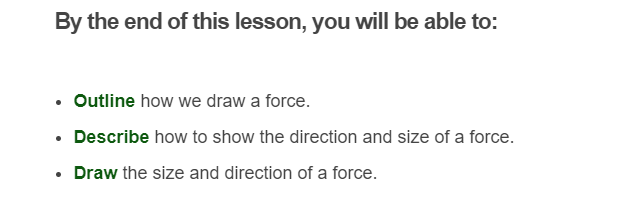 By the end of this lesson, you will be able to:
• Outline how we draw a force.
• Describe how to show the direction and size of a force.
• Draw the size and direction of a force.